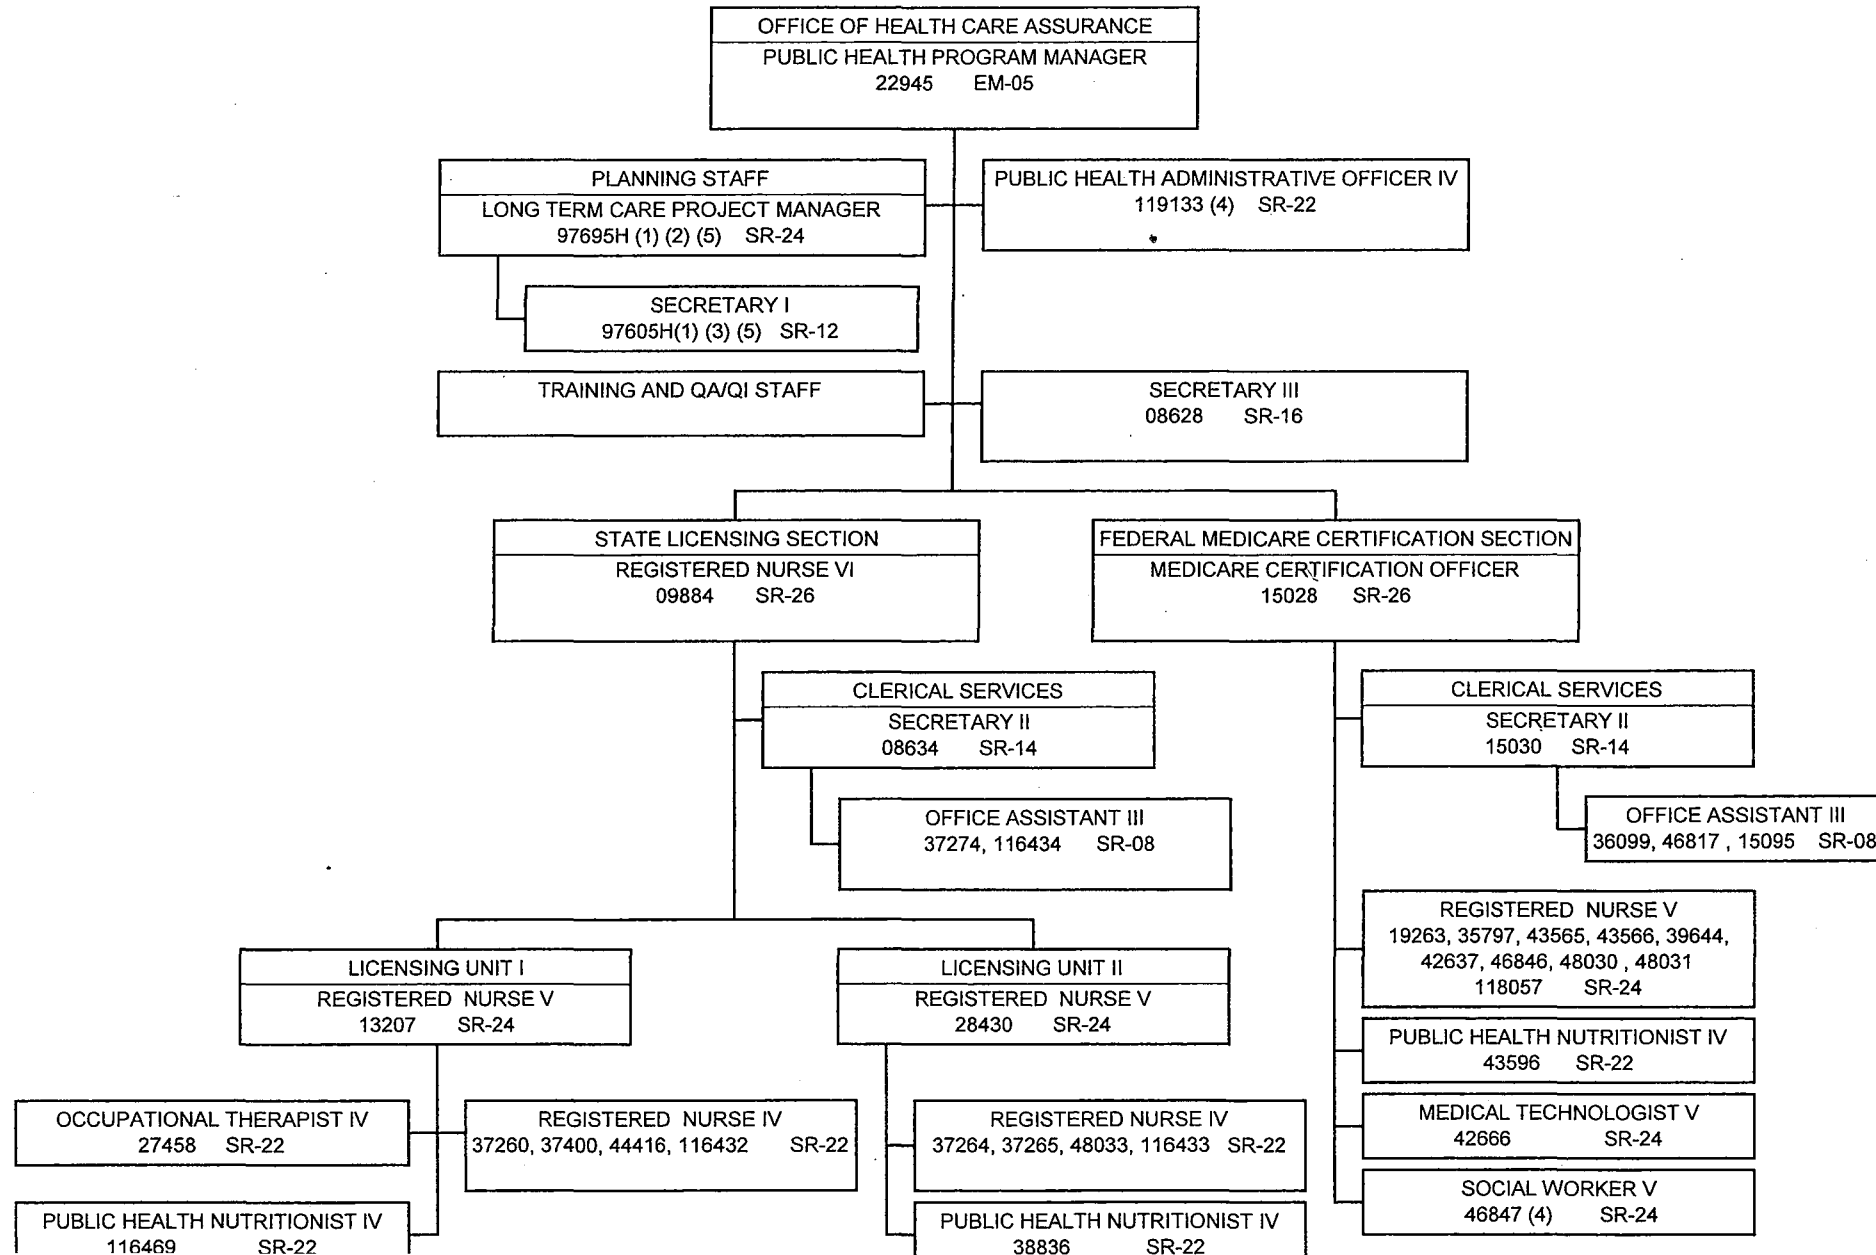 OFFICE OF HEALTH CARE ASSURANCE
PUBLIC HEALTH PROGRAM MANAGER
22945 EM-05
PLANNING STAFF
LONG TERM CARE PROJECT MANAGER
97695H (1) (2) (5) SR-24
PUBLIC HEALTH ADMINISTRATIVE OFFICER IV
119133 (4) SR-22
SECRETARY I
97605H(1) (3) (5) SR-12
TRAINING AND QA/QI STAFF
SECRETARY III
08628 SR-16
STATE LICENSING SECTION
REGISTERED NURSE VI
09884 SR-26
FEDERAL MEDICARE CERTIFICATION SECTION
MEDICARE CERTIFICATION OFFICER
15028 SR-26
CLERICAL SERVICES
SECRETARY II
08634 SR-14
OFFICE ASSISTANT III
37274, 116434 SR-08
CLERICAL SERVICES
SECRETARY II
15030 SR-14
OFFICE ASSISTANT III
36099, 46817 , 15095 SR-08
LICENSING UNIT I
REGISTERED NURSE V
13207 SR-24
LICENSING UNIT II
REGISTERED NURSE V
28430 SR-24
REGISTERED NURSE V
19263, 35797, 43565, 43566, 39644,
42637, 46846, 48030 , 48031
118057 SR-24
PUBLIC HEALTH NUTRITIONIST IV
43596 SR-22
MEDICAL TECHNOLOGIST V
42666 SR-24
SOCIAL WORKER V
46847 (4) SR-24
OCCUPATIONAL THERAPIST IV
27458 SR-22
REGISTERED NURSE IV
37260, 37400, 44416, 116432 SR-22
REGISTERED NURSE IV
37264, 37265, 48033, 116433 SR-22
PUBLIC HEALTH NUTRITIONIST IV
116469 SR-22
PUBLIC HEALTH NUTRITIONIST IV
38836 SR-22